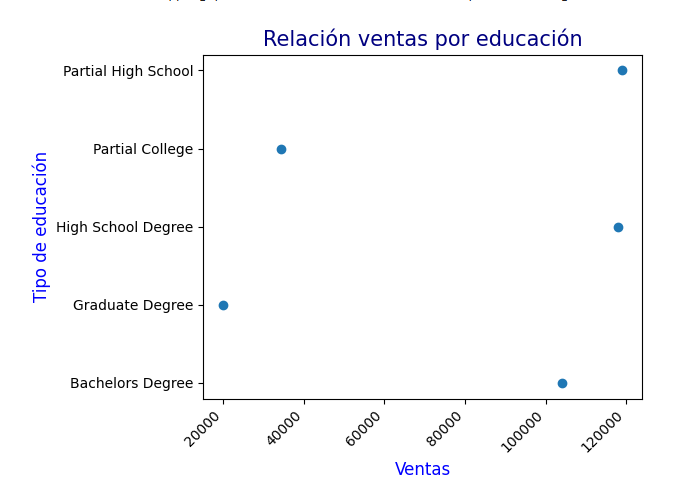 Relación ventas por educación
Partial High School
Partial College
High School Degree
Graduate Degree
Bachelors Degree
Tipo de educación
20000
40000
60000
80000
100000
120000
Ventas